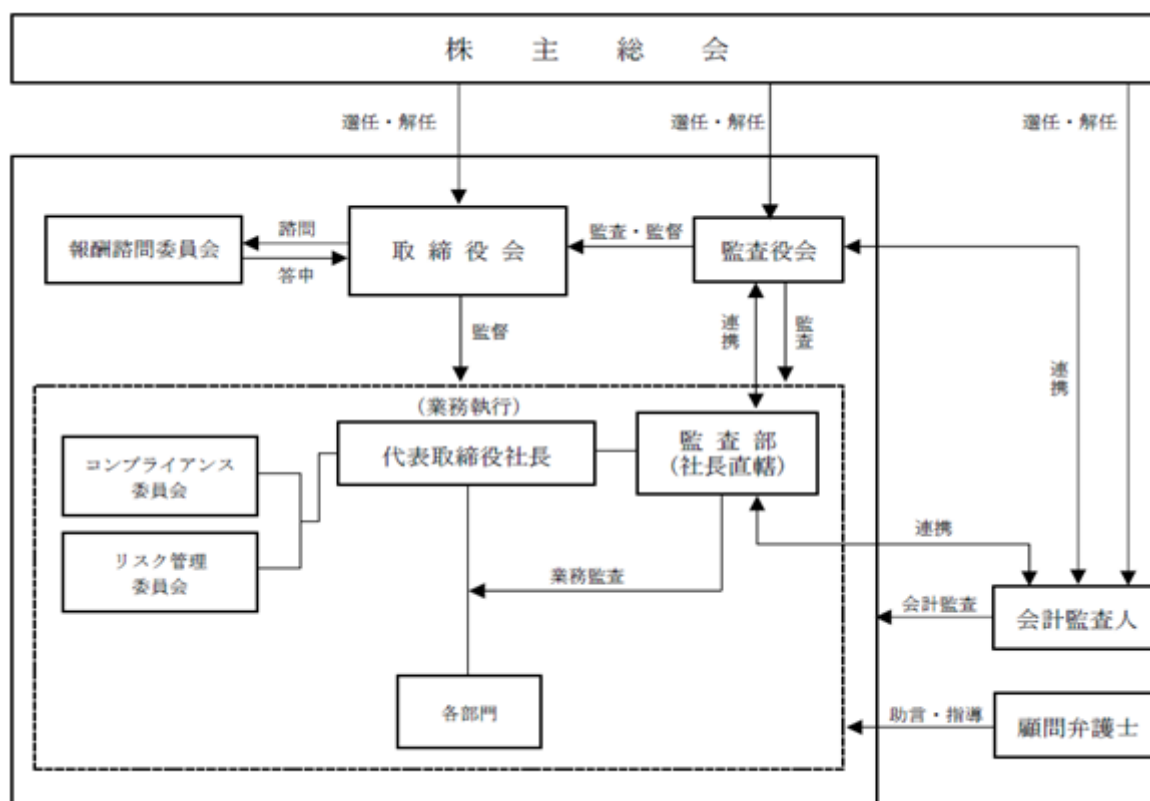 株主総会
選任・解任
選任・解任
選任・解任
報酬諮問委員会
諮問
答申
取締役会
監査・監督
監査役会
監督
連携
監査
連携
(業務執行)
コンプライアンス
委員会
代表取締役社長
監査部
(社長直轄)
リスク管理
委員会
連携
業務監査
会計監査
会計監査人
各部門
助言・指導
顧問弁護士